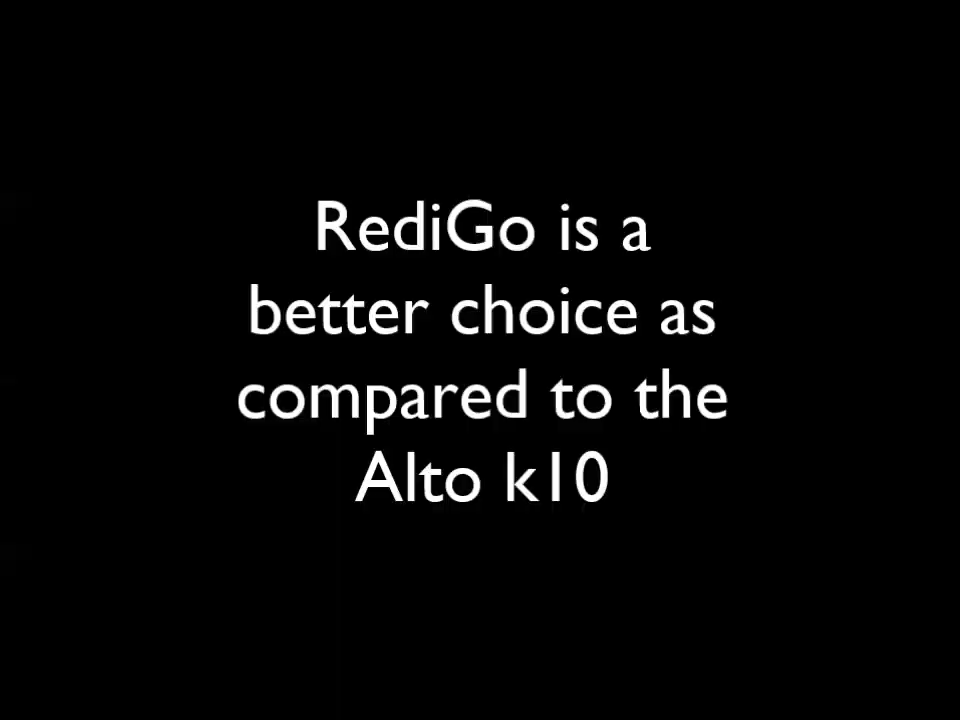 RediGo is a
better choice as
compared to the
Alto k10